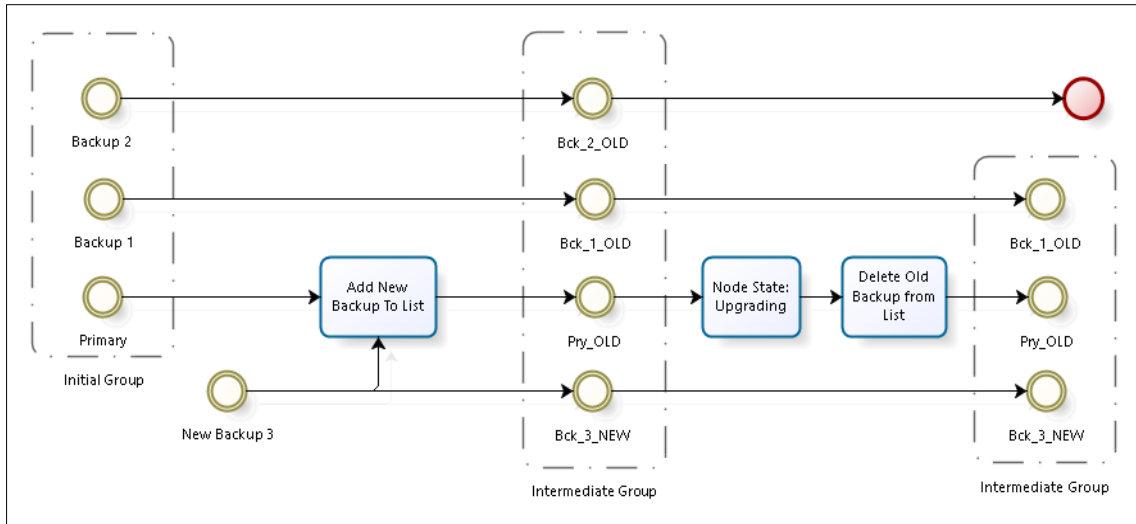 Backup 2
Bck_2_OLD
Backup 1
Bck_1_OLD
Bck_1_OLD
Add New
Backup To List
Node State:
Upgrading
Delete Old
Backup from
List
Primary
Pry_OLD
Pry_OLD
Initial Group
New Backup 3
Bck_3_NEW
Bck_3_NEW
Intermediate Group
Intermediate Group